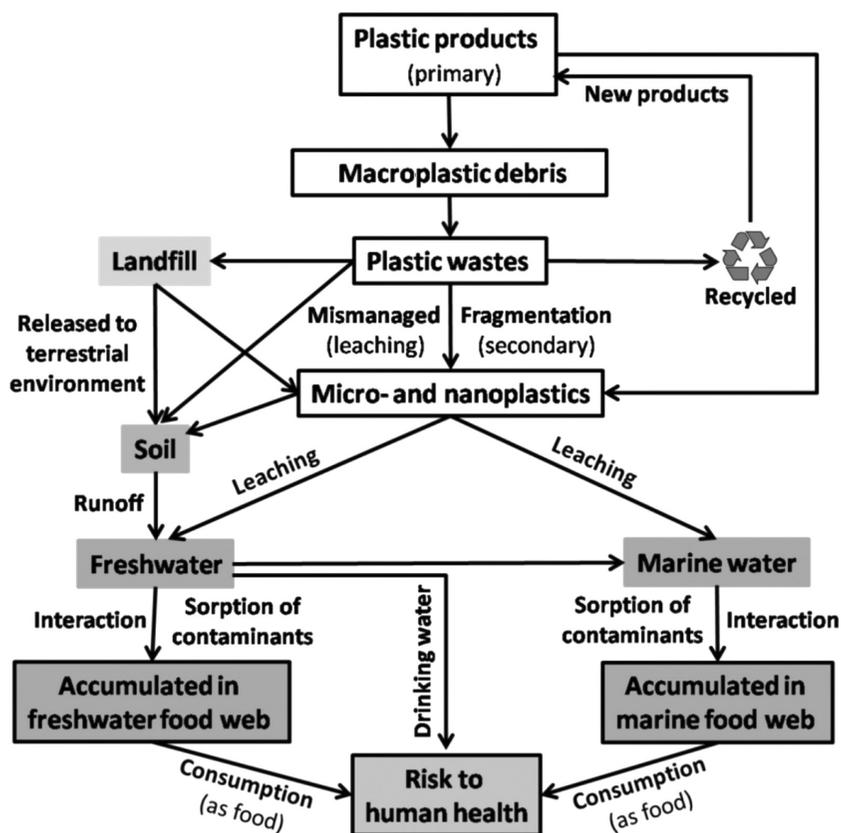 Plastic products
(primary)
New products
Macroplastic debris
Landfill
Plastic wastes
Recycled
Released to
terrestrial
environment
Mismanaged
(leaching)
Fragmentation
(secondary)
Micro- and nanoplastics
Soil
Leaching
Leaching
Runoff
Freshwater
Marine water
Interaction
Sorption of
contaminants
Drinking water
Sorption of
contaminants
Interaction
Accumulated in
freshwater food web
Accumulated in
marine food web
Consumption
(as food)
Risk to
human health
Consumption
(as food)